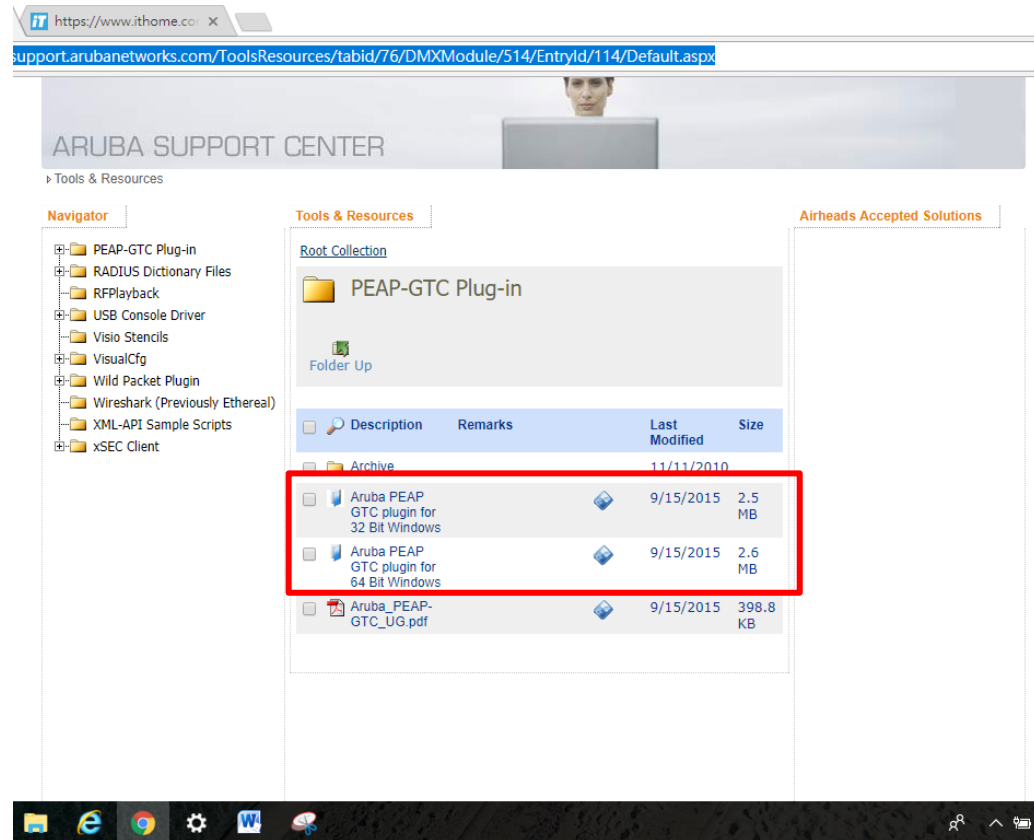 https://www.ithome.co
support.arubanetworks.com/ToolsResources/tabid/76/DMXModule/514/EntryId/114/Default.aspx
ARUBA SUPPORT CENTER
Tools & Resources
Navigator
PEAP-GTC Plug-in
RADIUS Dictionary Files
RFPlayback
USB Console Driver
Visio Stencils
VisualCfg
Wild Packet Plugin
Wireshark (Previously Ethereal)
XML-API Sample Scripts
xSEC Client
Tools & Resources
Root Collection
PEAP-GTC Plug-in
Folder Up
Description Remarks Last Modified Size
Archive 11/11/2010
Aruba PEAP 9/15/2015 2.5
GTC plugin for MB
32 Bit Windows
Aruba PEAP 9/15/2015 2.6
GTC plugin for MB
64 Bit Windows
Aruba_PEAP- 9/15/2015 398.8
GTC_UG.pdf KB
Airheads Accepted Solutions